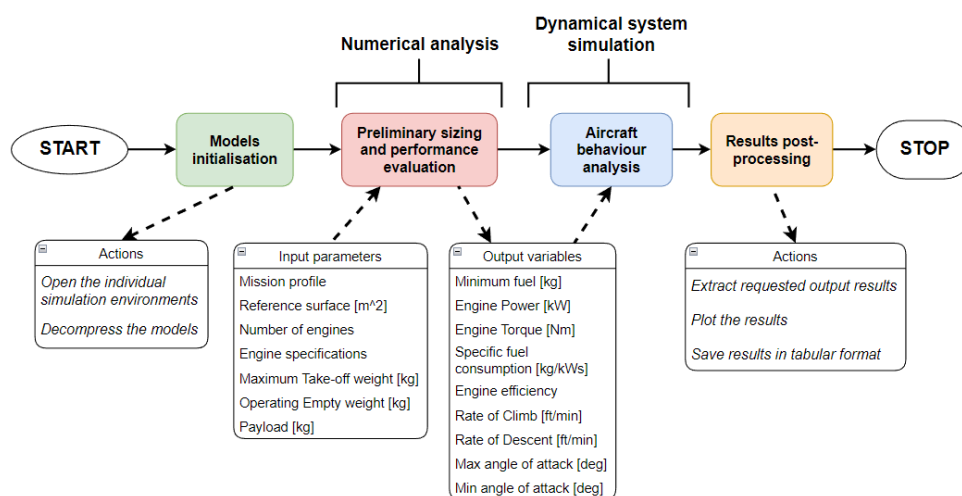 Numerical analysis
Dynamical system
simulation
START
Models
initialisation
Preliminary sizing
and performance
evaluation
Aircraft
behaviour
analysis
Results post-
processing
STOP
Actions
Open the individual
simulation environments
Decompress the models
Input parameters
Mission profile
Reference surface [m^2]
Number of engines
Engine specifications
Maximum Take-off weight [kg]
Operating Empty weight [kg]
Payload [kg]
Output variables
Minimum fuel [kg]
Engine Power [kW]
Engine Torque [Nm]
Specific fuel
consumption [kg/kWs]
Engine efficiency
Rate of Climb [ft/min]
Rate of Descent [ft/min]
Max angle of attack [deg]
Min angle of attack [deg]
Actions
Extract requested output results
Plot the results
Save results in tabular format